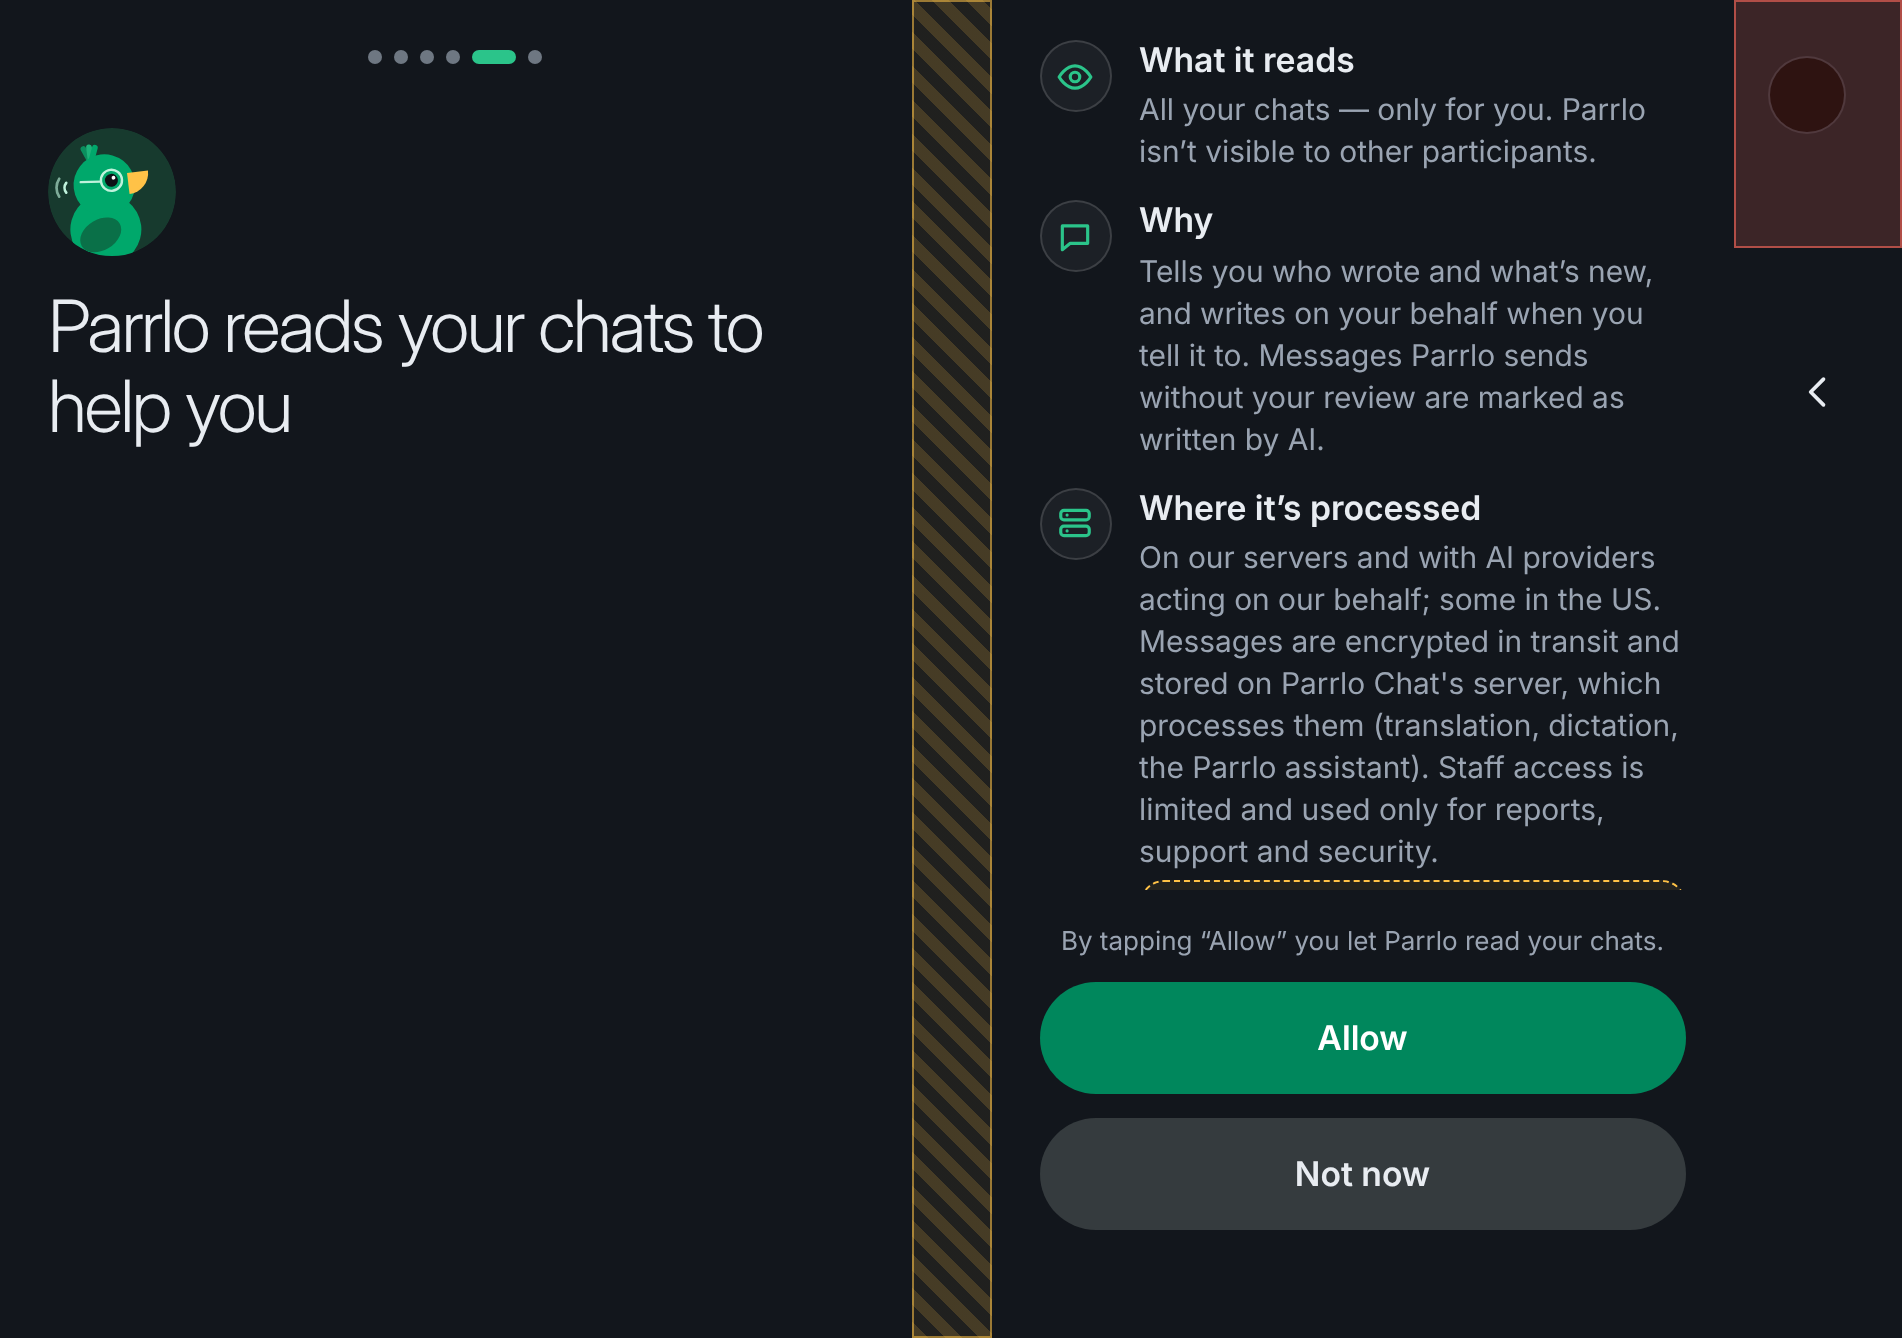 Parrlo reads your chats to
help you
What it reads
All your chats — only for you. Parrlo
isn’t visible to other participants.
Why
Tells you who wrote and what’s new,
and writes on your behalf when you
tell it to. Messages Parrlo sends
without your review are marked as
written by AI.
Where it’s processed
On our servers and with AI providers
acting on our behalf; some in the US.
Messages are encrypted in transit and
stored on Parrlo Chat's server, which
processes them (translation, dictation,
the Parrlo assistant). Staff access is
limited and used only for reports,
support and security.
By tapping “Allow” you let Parrlo read your chats.
Allow
Not now